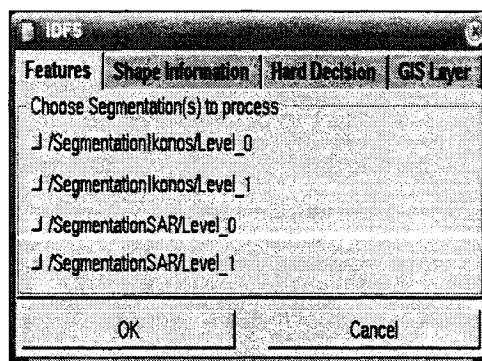 IDFS
Features Shape Information Hard Decision GIS Layer
Choose Segmentation(s) to process
/SegmentationIkonos/Level_0
/SegmentationIkonos/Level_1
/SegmentationSAR/Level_0
/SegmentationSAR/Level_1
OK Cancel